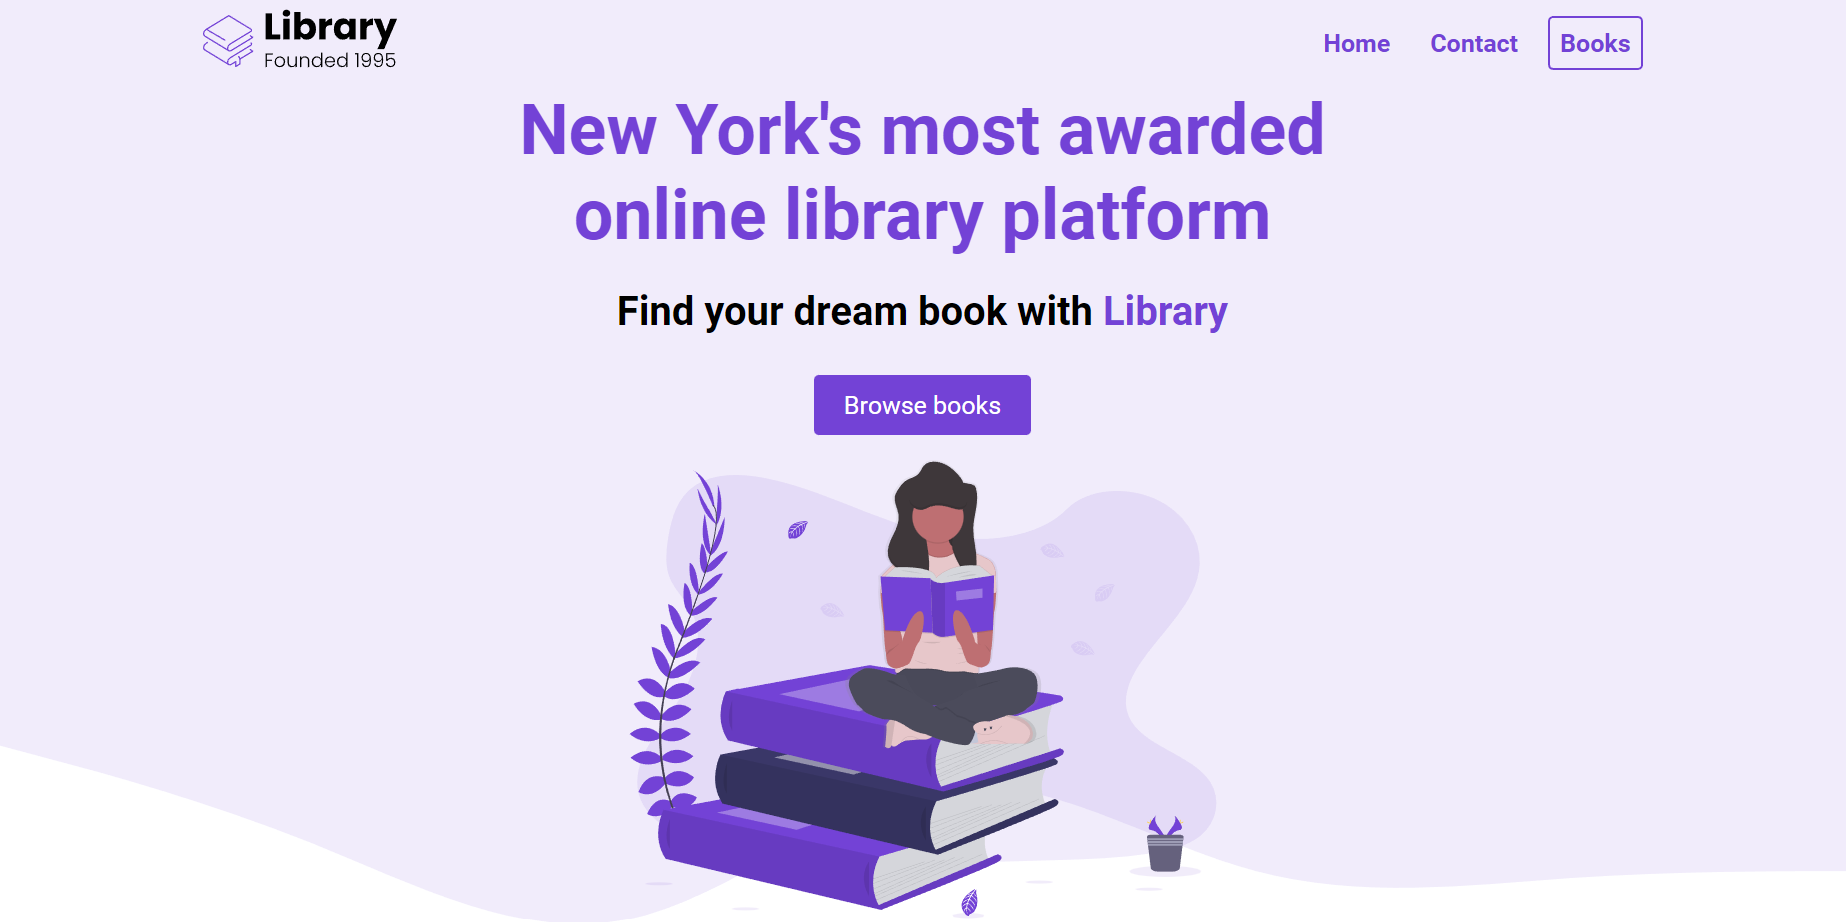 Library
Founded 1995
Home
Contact
Books
New York's most awarded
online library platform
Find your dream book with Library
Browse books